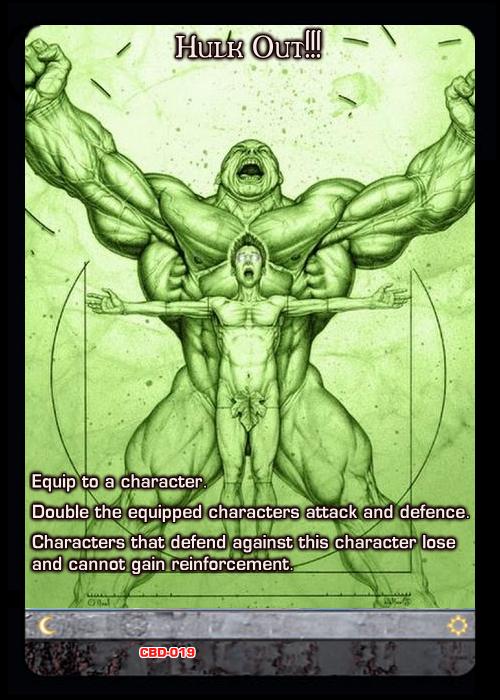 Hulk Out!!!
Equip to a character.
Double the equipped characters attack and defence.
Characters that defend against this character lose
and cannot gain reinforcement.
CBD-019